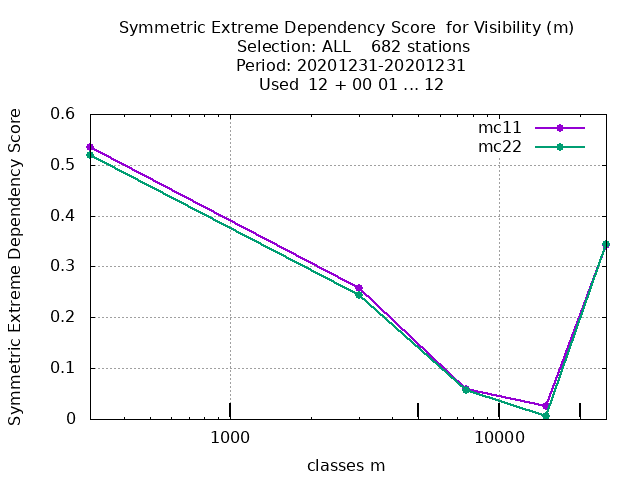 Symmetric Extreme Dependency Score  for Visibility (m)
Selection: ALL    682 stations
Period: 20201231-20201231
Used  12 + 00 01 ... 12
Symmetric Extreme Dependency Score
0.6
0.5
0.4
0.3
0.2
0.1
0
mc11
mc22
1000
10000
classes m